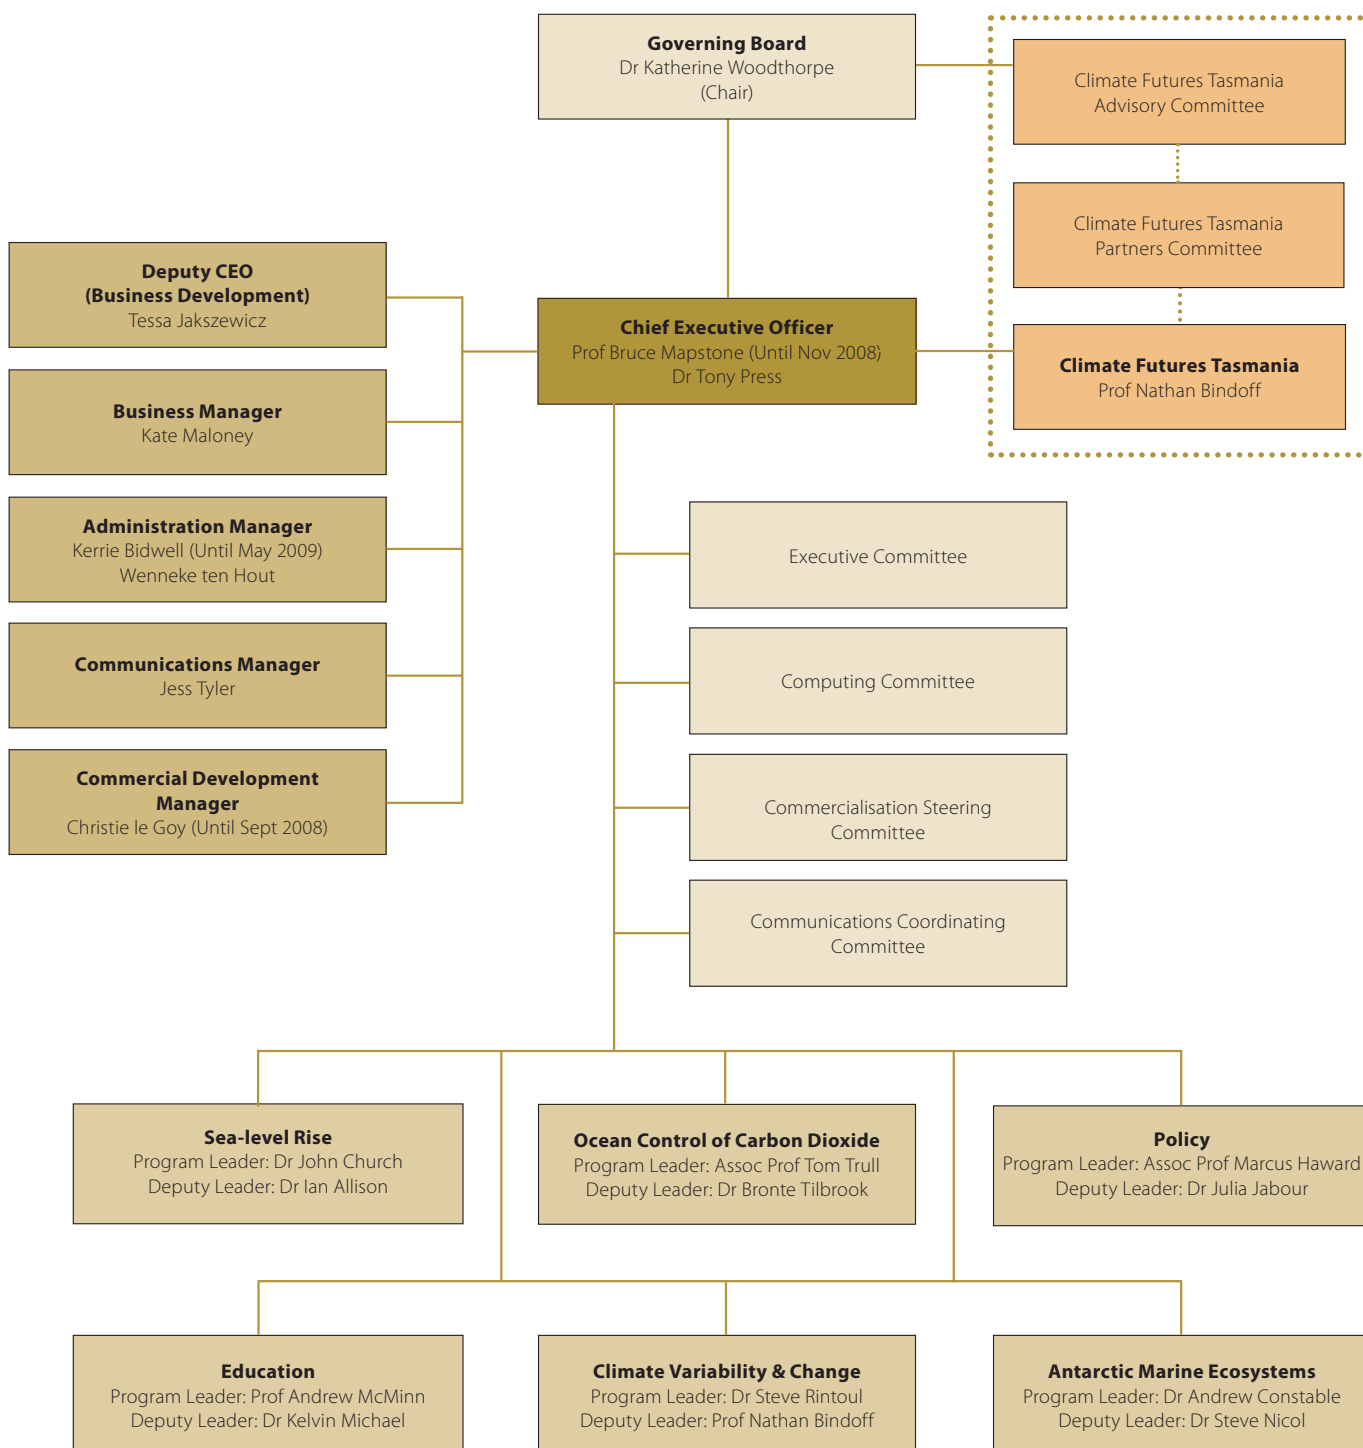 Governing Board
Dr Katherine Woodthorpe
(Chair)
Climate Futures Tasmania
Advisory Committee
Climate Futures Tasmania
Partners Committee
Deputy CEO
(Business Development)
Tessa Jakszewicz
Chief Executive Officer
Prof Bruce Mapstone (Until Nov 2008)
Dr Tony Press
Climate Futures Tasmania
Prof Nathan Bindoff
Business Manager
Kate Maloney
Administration Manager
Kerrie Bidwell (Until May 2009)
Wenneke ten Hout
Communications Manager
Jess Tyler
Commercial Development
Manager
Christie le Goy (Until Sept 2008)
Executive Committee
Computing Committee
Commercialisation Steering
Committee
Communications Coordinating
Committee
Sea-level Rise
Program Leader: Dr John Church
Deputy Leader: Dr Ian Allison
Ocean Control of Carbon Dioxide
Program Leader: Assoc Prof Tom Trull
Deputy Leader: Dr Bronte Tilbrook
Policy
Program Leader: Assoc Prof Marcus Haward
Deputy Leader: Dr Julia Jabour
Education
Program Leader: Prof Andrew McMinn
Deputy Leader: Dr Kelvin Michael
Climate Variability & Change
Program Leader: Dr Steve Rintoul
Deputy Leader: Prof Nathan Bindoff
Antarctic Marine Ecosystems
Program Leader: Dr Andrew Constable
Deputy Leader: Dr Steve Nicol